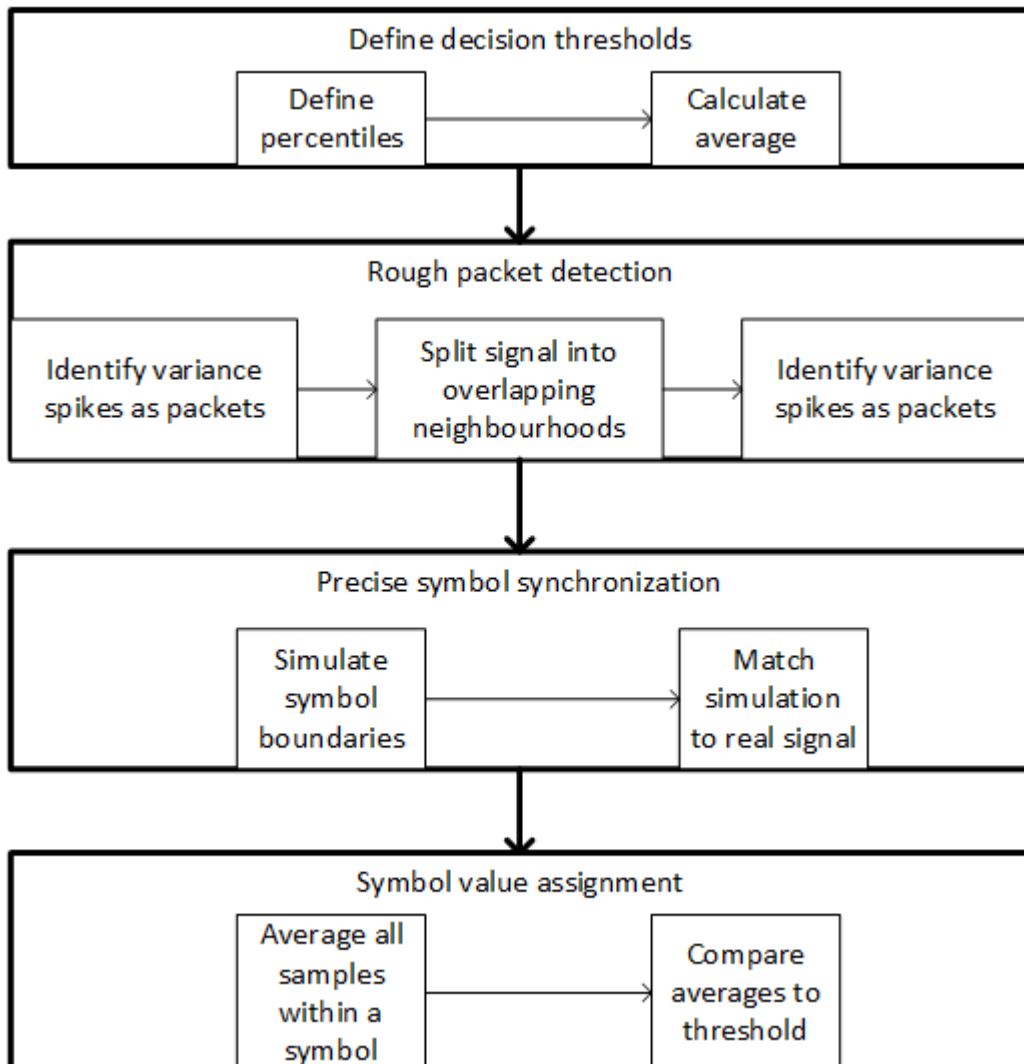 Define decision thresholds
Define
percentiles
Calculate
average
Rough packet detection
Identify variance
spikes as packets
Split signal into
overlapping
neighbourhoods
Identify variance
spikes as packets
Precise symbol synchronization
Simulate
symbol
boundaries
Match
simulation
to real signal
Symbol value assignment
Average all
samples
within a
symbol
Compare
averages to
threshold